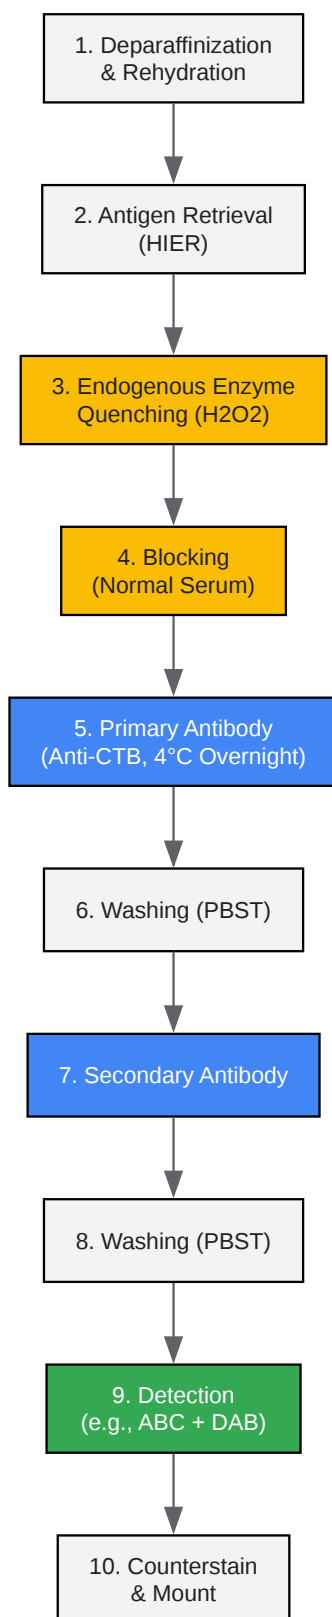 1. Deparaffinization
& Rehydration
2. Antigen Retrieval
(HIER)
3. Endogenous Enzyme
Quenching (H2O2)
4. Blocking
(Normal Serum)
5. Primary Antibody
(Anti-CTB, 4°C Overnight)
6. Washing (PBST)
7. Secondary Antibody
8. Washing (PBST)
9. Detection
(e.g., ABC + DAB)
10. Counterstain
& Mount